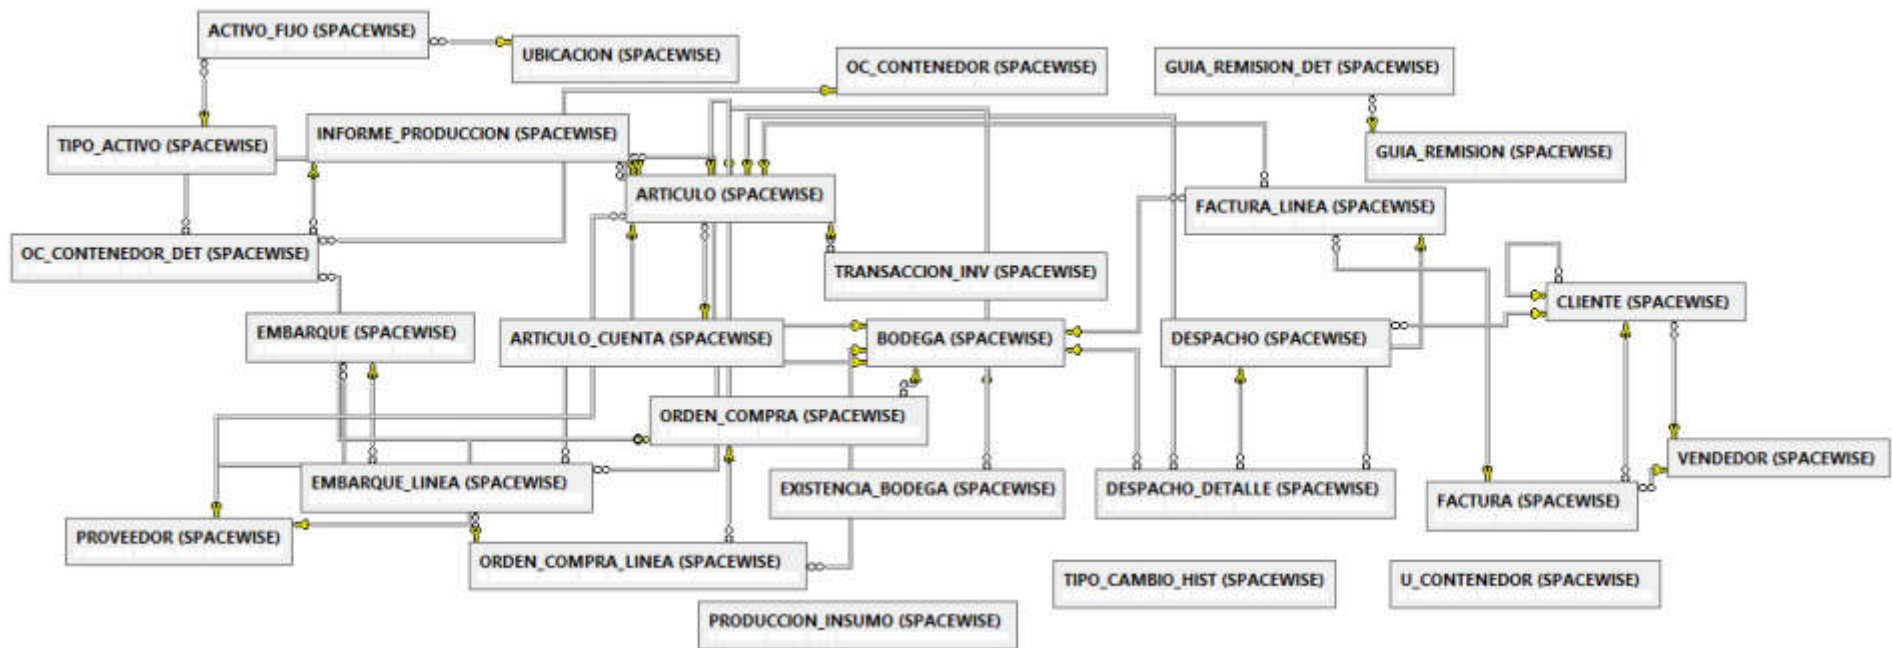 ACTIVO_FIJO (SPACEWISE)
UBICACION (SPACEWISE)
OC_CONTENEDOR (SPACEWISE)
GUIA_REMISION_DET (SPACEWISE)
TIPO_ACTIVO (SPACEWISE)
INFORME_PRODUCCION (SPACEWISE)
GUIA_REMISION (SPACEWISE)
ARTICULO (SPACEWISE)
FACTURA_LINEA (SPACEWISE)
OC_CONTENEDOR_DET (SPACEWISE)
TRANSACCION_INV (SPACEWISE)
CLIENTE (SPACEWISE)
EMBARQUE (SPACEWISE)
ARTICULO_CUENTA (SPACEWISE)
BODEGA (SPACEWISE)
DESPACHO (SPACEWISE)
ORDEN_COMPRA (SPACEWISE)
VENDEDOR (SPACEWISE)
EMBARQUE_LINEA (SPACEWISE)
EXISTENCIA_BODEGA (SPACEWISE)
DESPACHO_DETALLE (SPACEWISE)
FACTURA (SPACEWISE)
PROVEEDOR (SPACEWISE)
ORDEN_COMPRA_LINEA (SPACEWISE)
TIPO_CAMBIO_HIST (SPACEWISE)
U_CONTENEDOR (SPACEWISE)
PRODUCCION_INSUMO (SPACEWISE)